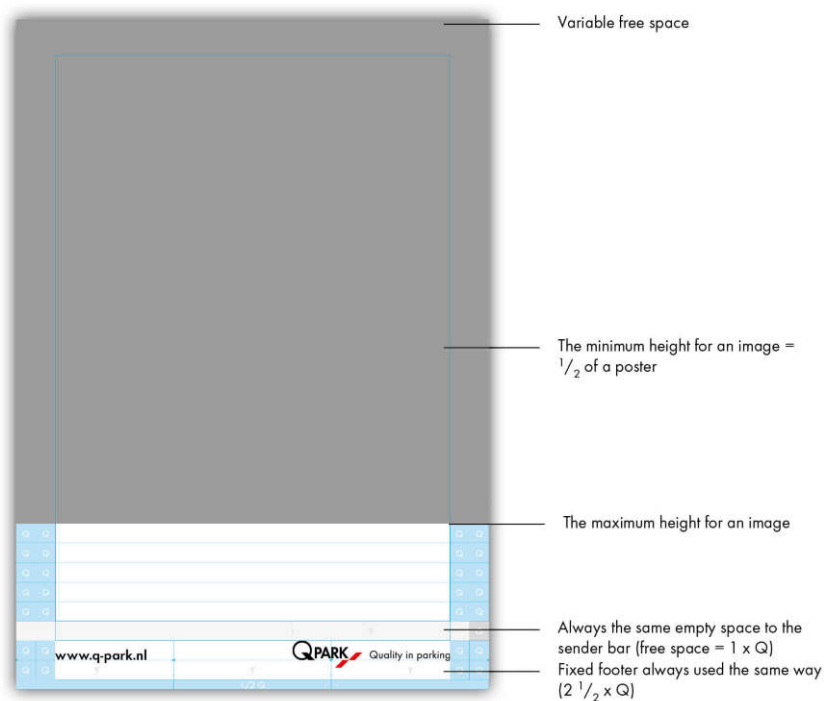 Variable free space
The minimum height for an image =
1/2 of a poster
The maximum height for an image
Q Q Q Q
Q Q Q Q
Q Q Q Q
Q Q Q Q
Q Q Q Q
Always the same empty space to the
sender bar (free space = 1 x Q)
Q Q www.q-park.nl QPARK Quality in parking Q Q
Q Q Q Q
Fixed footer always used the same way
(2 1/2 x Q)
1/2 Q